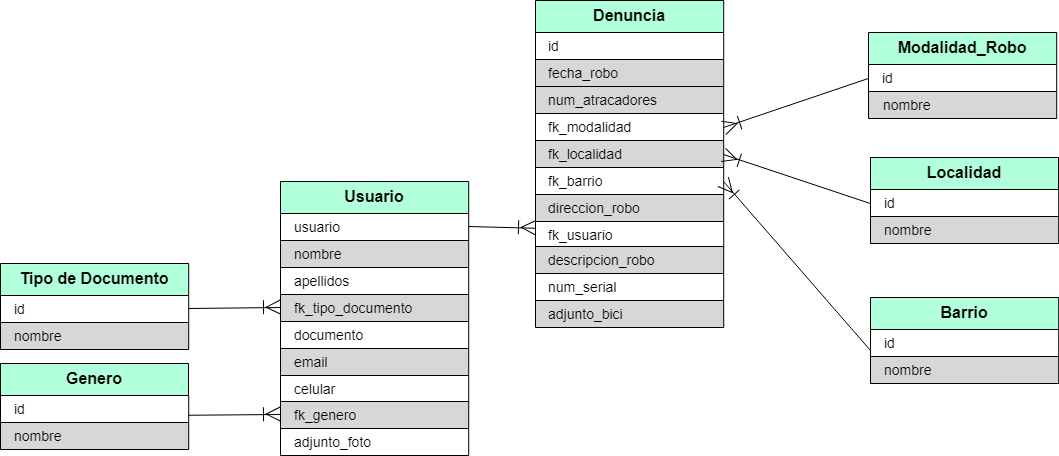 Denuncia
id
fecha_robo
num_atracadores
fk_modalidad
fk_localidad
fk_barrio
direccion_robo
fk_usuario
descripcion_robo
num_serial
adjunto_bici
Modalidad_Robo
id
nombre
Localidad
id
nombre
Barrio
id
nombre
Usuario
usuario
nombre
apellidos
fk_tipo_documento
documento
email
celular
fk_genero
adjunto_foto
Tipo de Documento
id
nombre
Genero
id
nombre